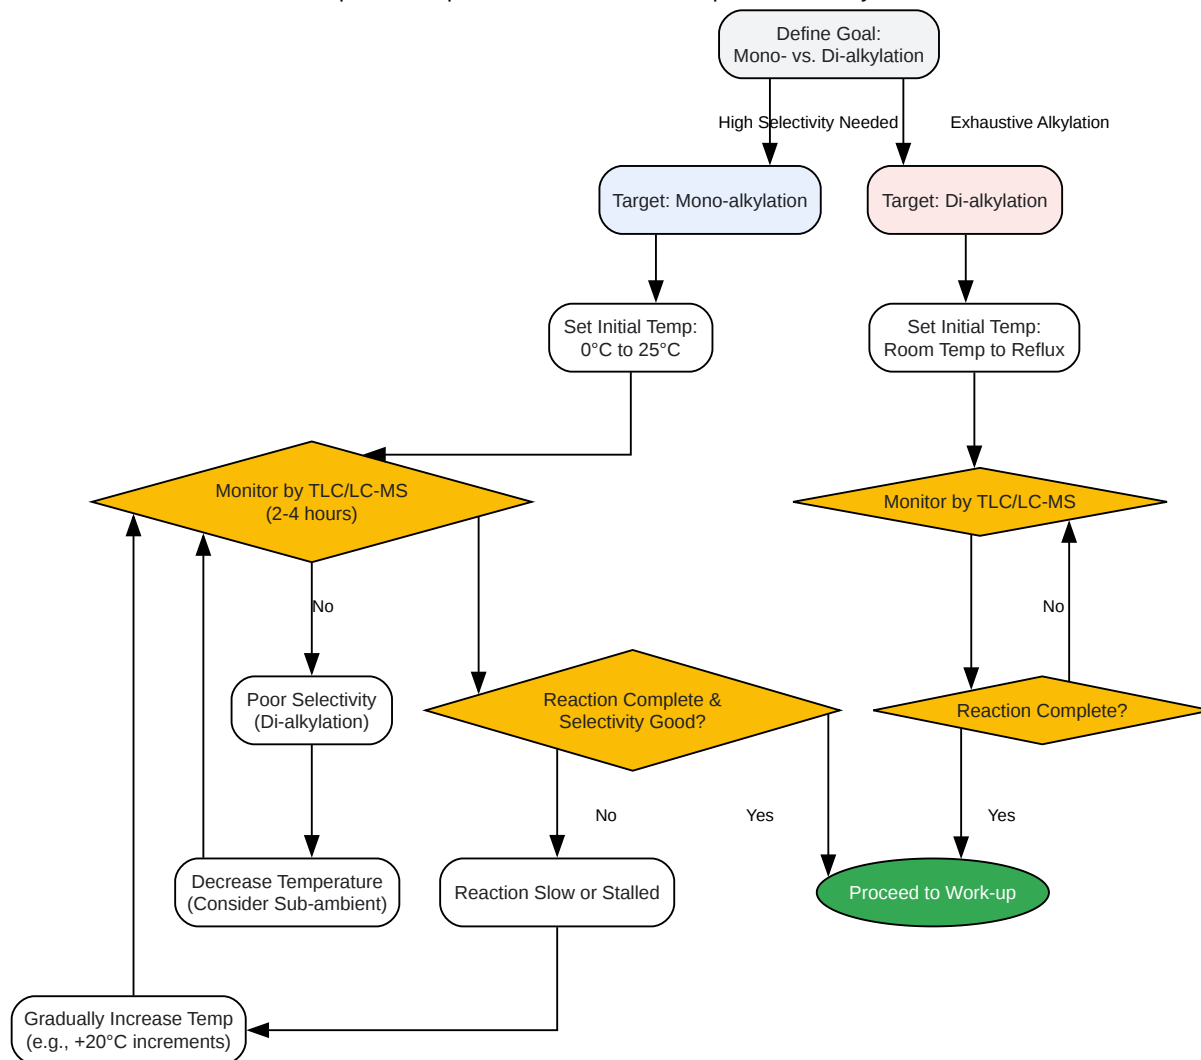 Define Goal:
Mono- vs. Di-alkylation
High Selectivity Needed
Exhaustive Alkylation
Target: Mono-alkylation
Target: Di-alkylation
Set Initial Temp:
0°C to 25°C
Set Initial Temp:
Room Temp to Reflux
Monitor by TLC/LC-MS
(2-4 hours)
Monitor by TLC/LC-MS
No
No
Poor Selectivity
(Di-alkylation)
Reaction Complete &
Selectivity Good?
Reaction Complete?
No
Yes
Yes
Decrease Temperature
(Consider Sub-ambient)
Reaction Slow or Stalled
Proceed to Work-up
Gradually Increase Temp
(e.g., +20°C increments)